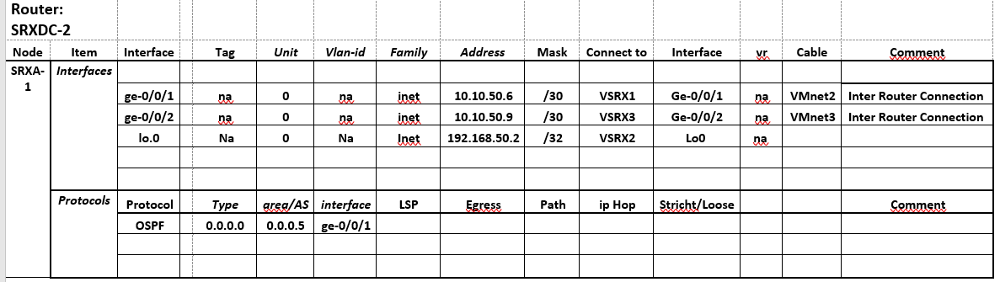 Router:
SRXDC-2
Node Item Interface Tag Unit Vlan-id Family Address Mask Connect to Interface vr Cable Comment
SRXA-1 Interfaces
ge-0/0/1 na 0 na inet 10.10.50.6 /30 VSRX1 Ge-0/0/1 na VMnet2 Inter Router Connection
ge-0/0/2 na 0 na inet 10.10.50.9 /30 VSRX3 Ge-0/0/2 na VMnet3 Inter Router Connection
lo.0 Na 0 Na Inet 192.168.50.2 /32 VSRX2 Lo0 na
Protocols Protocol Type area/AS interface LSP Egress Path ip Hop Stricht/Loose Comment
OSPF 0.0.0.0 0.0.0.5 ge-0/0/1